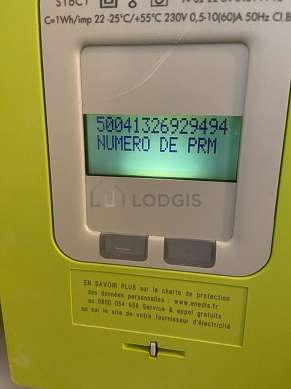 C=1Wh/imp 22 -25°C/+55°C 230V 0,5-10(60)A 50Hz Cl.B
50041326929494
NUMERO DE PRM
LODGIS
EN SAVOIR PLUS sur la charte de protection
des données personnelles : www.enedis.fr
ou 0800 054 659 Service & appel gratuits
ou sur le site de votre fournisseur d'électricité